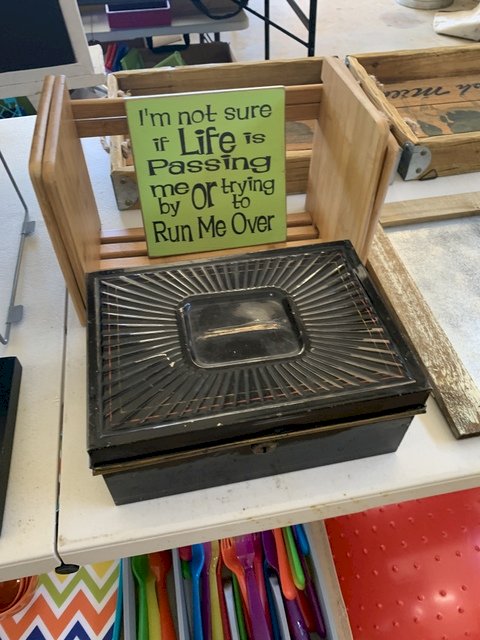 I'm not sure
if Life is
Passing
me or trying
by to
Run Me Over